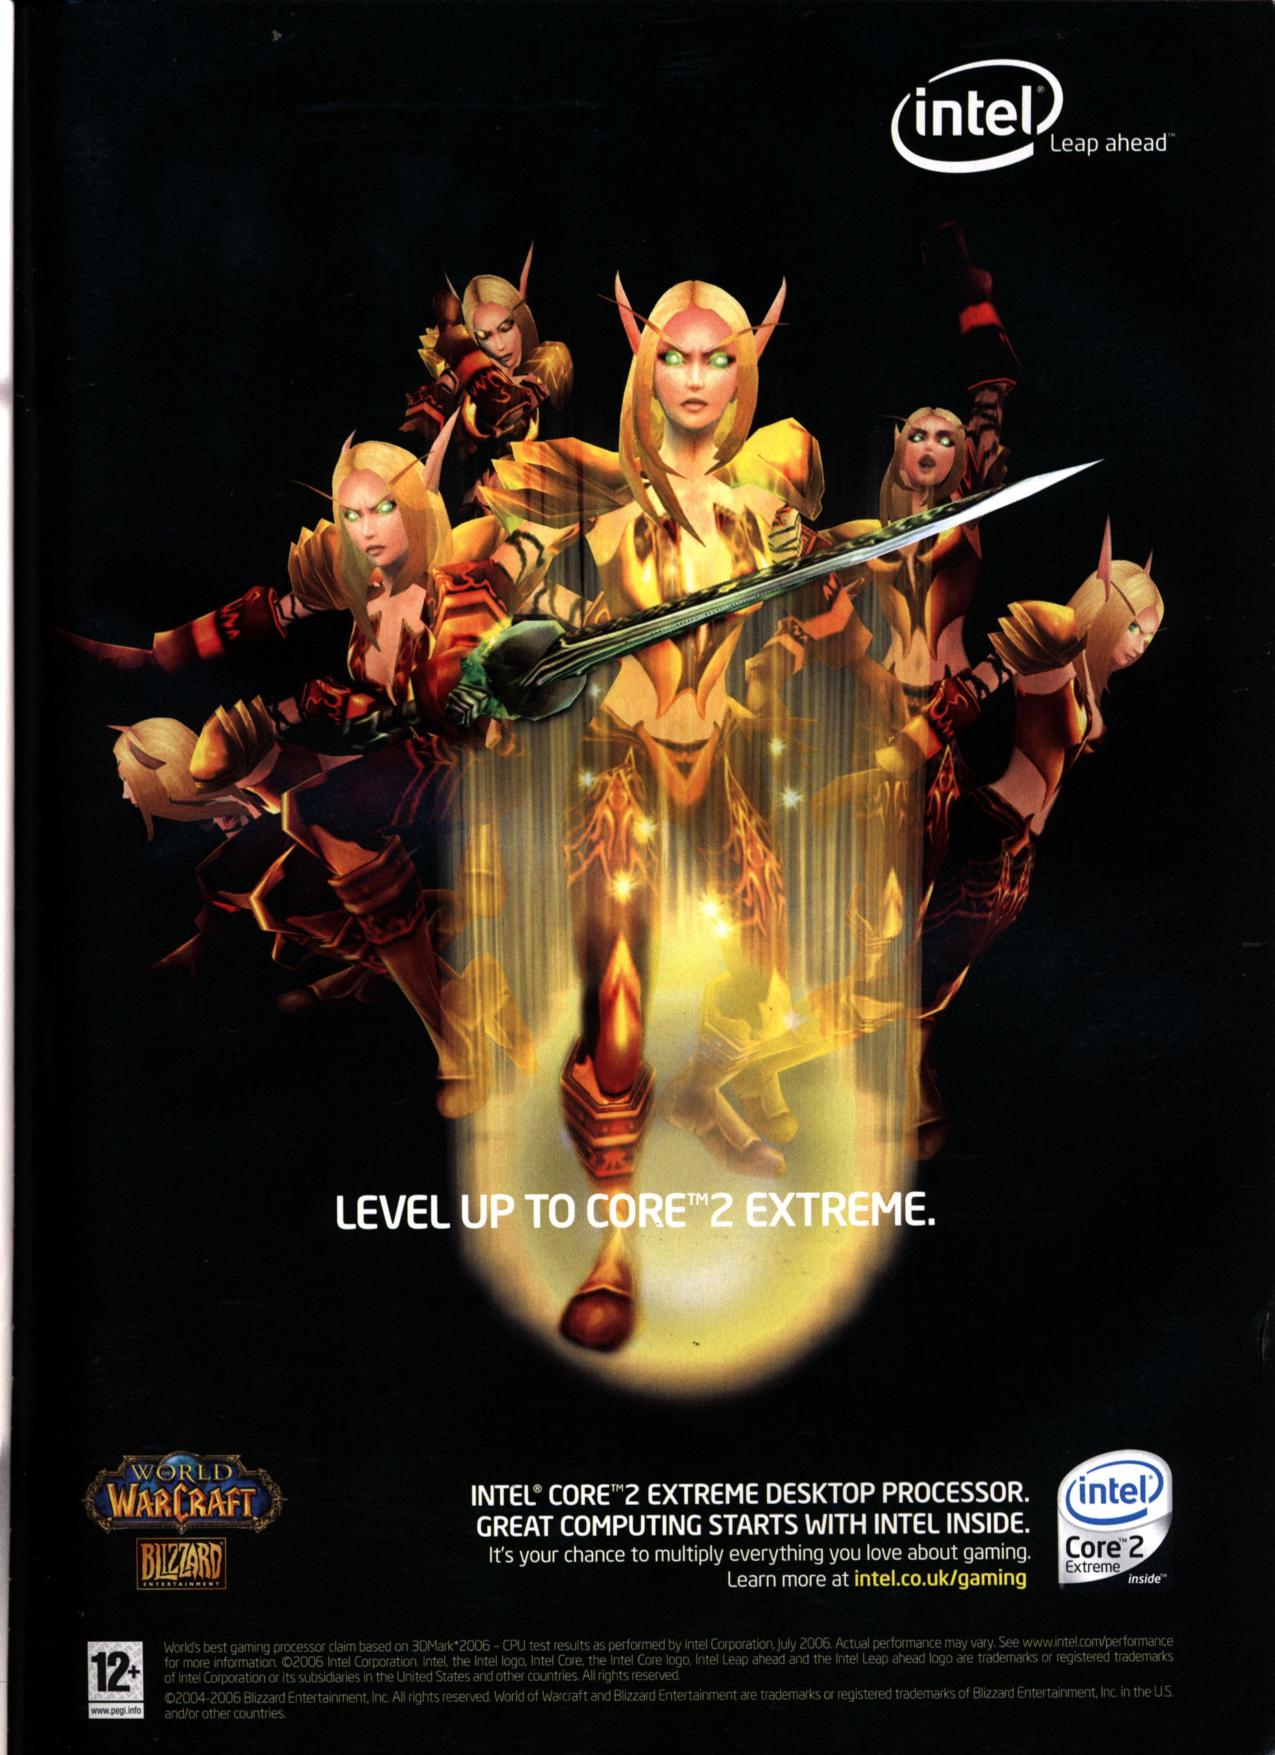 intel®
Leap ahead™
LEVEL UP TO CORE™2 EXTREME.
WORLD
OF
WARCRAFT
BLIZZARD
ENTERTAINMENT
INTEL® CORE™2 EXTREME DESKTOP PROCESSOR.
GREAT COMPUTING STARTS WITH INTEL INSIDE.
It's your chance to multiply everything you love about gaming.
Learn more at intel.co.uk/gaming
intel®
Core™2
Extreme
inside™
12+
www.pegi.info
World's best gaming processor claim based on 3DMark*2006 – CPU test results as performed by Intel Corporation, July 2006. Actual performance may vary. See www.intel.com/performance
for more information. ©2006 Intel Corporation. Intel, the Intel logo, Intel Core, the Intel Core logo, Intel Leap ahead and the Intel Leap ahead logo are trademarks or registered trademarks
of Intel Corporation or its subsidiaries in the United States and other countries. All rights reserved.
©2004-2006 Blizzard Entertainment, Inc. All rights reserved. World of Warcraft and Blizzard Entertainment are trademarks or registered trademarks of Blizzard Entertainment, Inc. in the U.S.
and/or other countries.